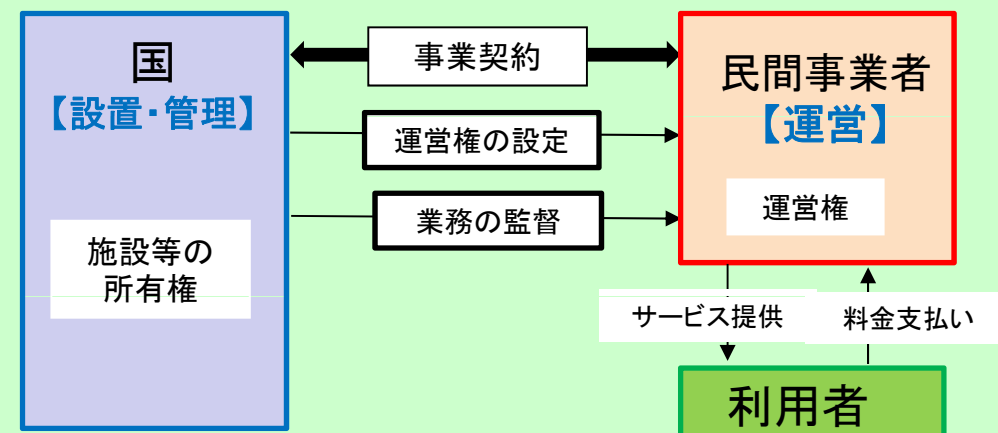 国
【設置・管理】
施設等の
所有権
事業契約
運営権の設定
業務の監督
民間事業者
【運営】
運営権
サービス提供
料金支払い
利用者